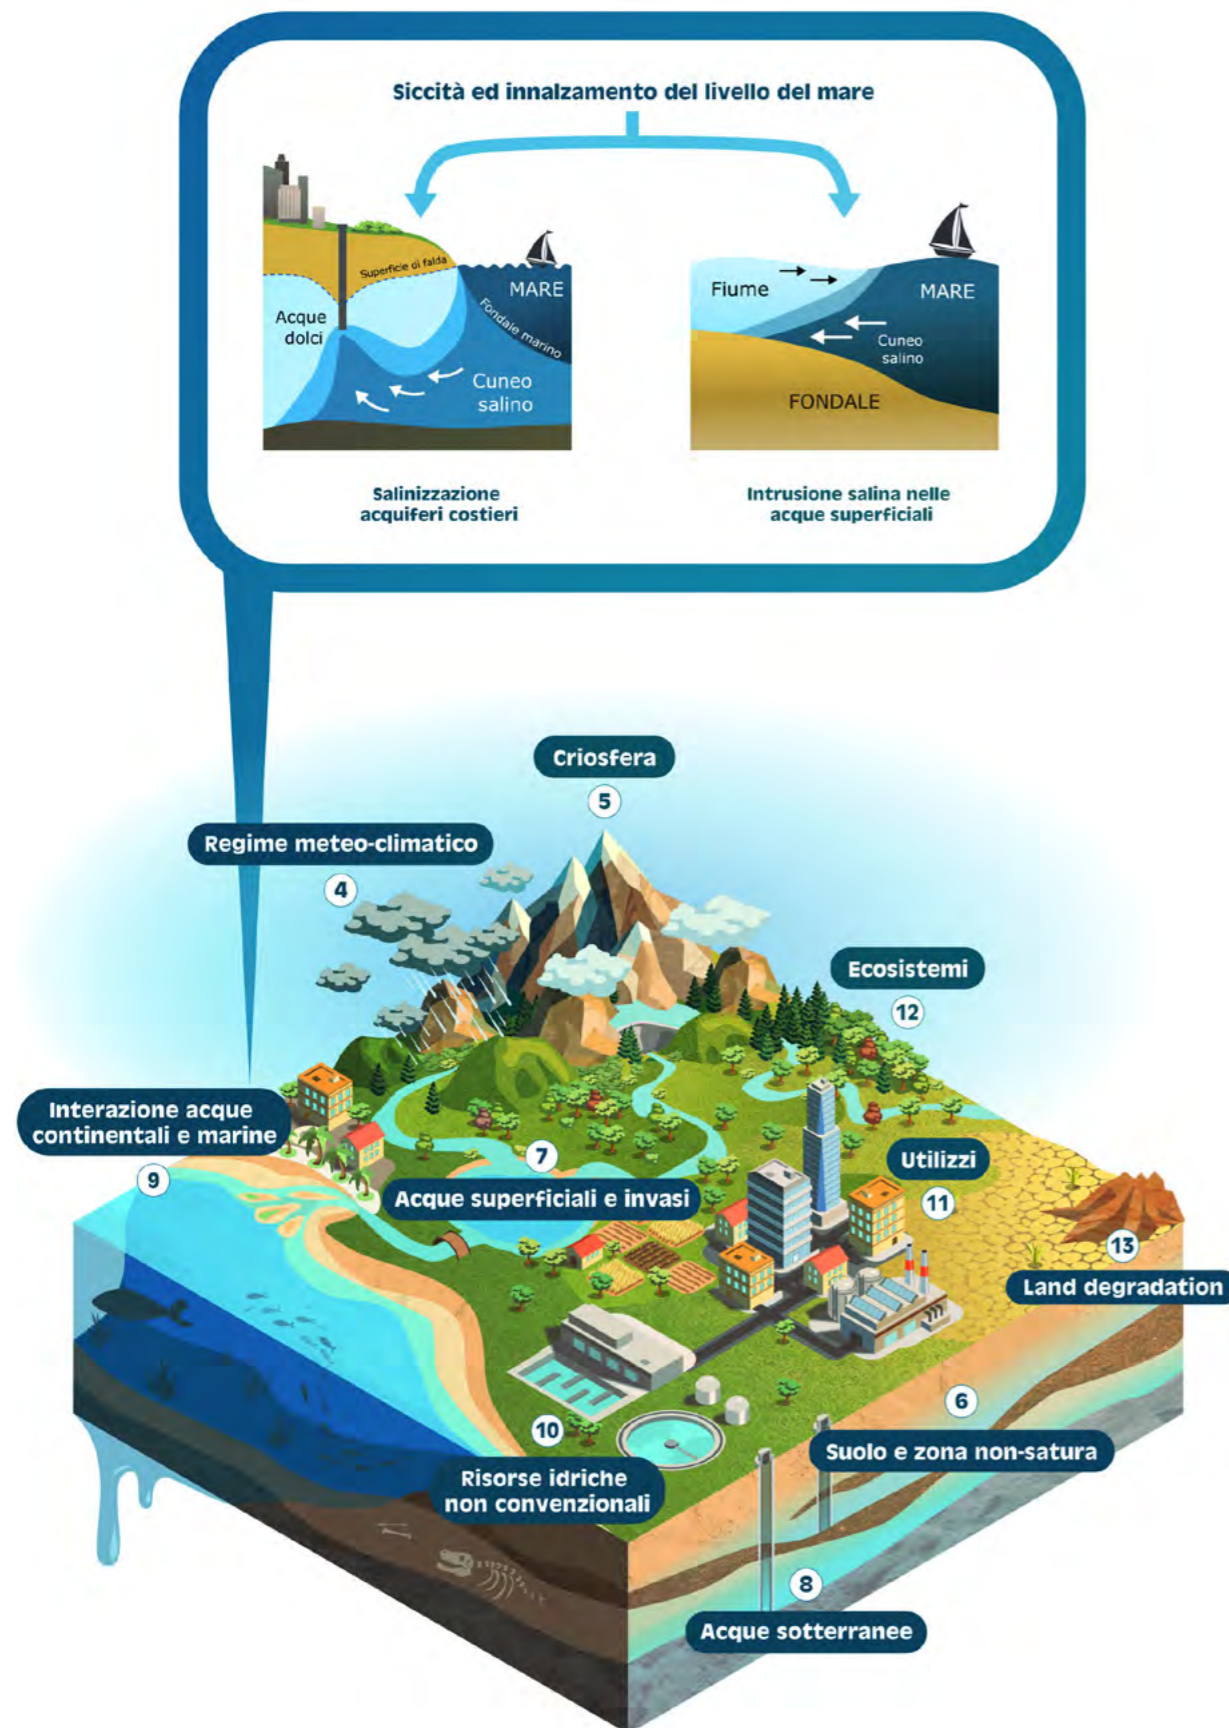 Siccità ed innalzamento del livello del mare
Superficie di falda
MARE
Acque
dolci
Fondale marino
Cuneo
salino
Fiume
MARE
Cuneo
salino
FONDALE
Salinizzazione
acquiferi costieri
Intrusione salina nelle
acque superficiali
Criosfera
5
Regime meteo-climatico
4
Ecosistemi
12
Interazione acque
continentali e marine
9
7
Acque superficiali e invasi
Utilizzi
11
13
Land degradation
6
Suolo e zona non-satura
10
Risorse idriche
non convenzionali
8
Acque sotterranee